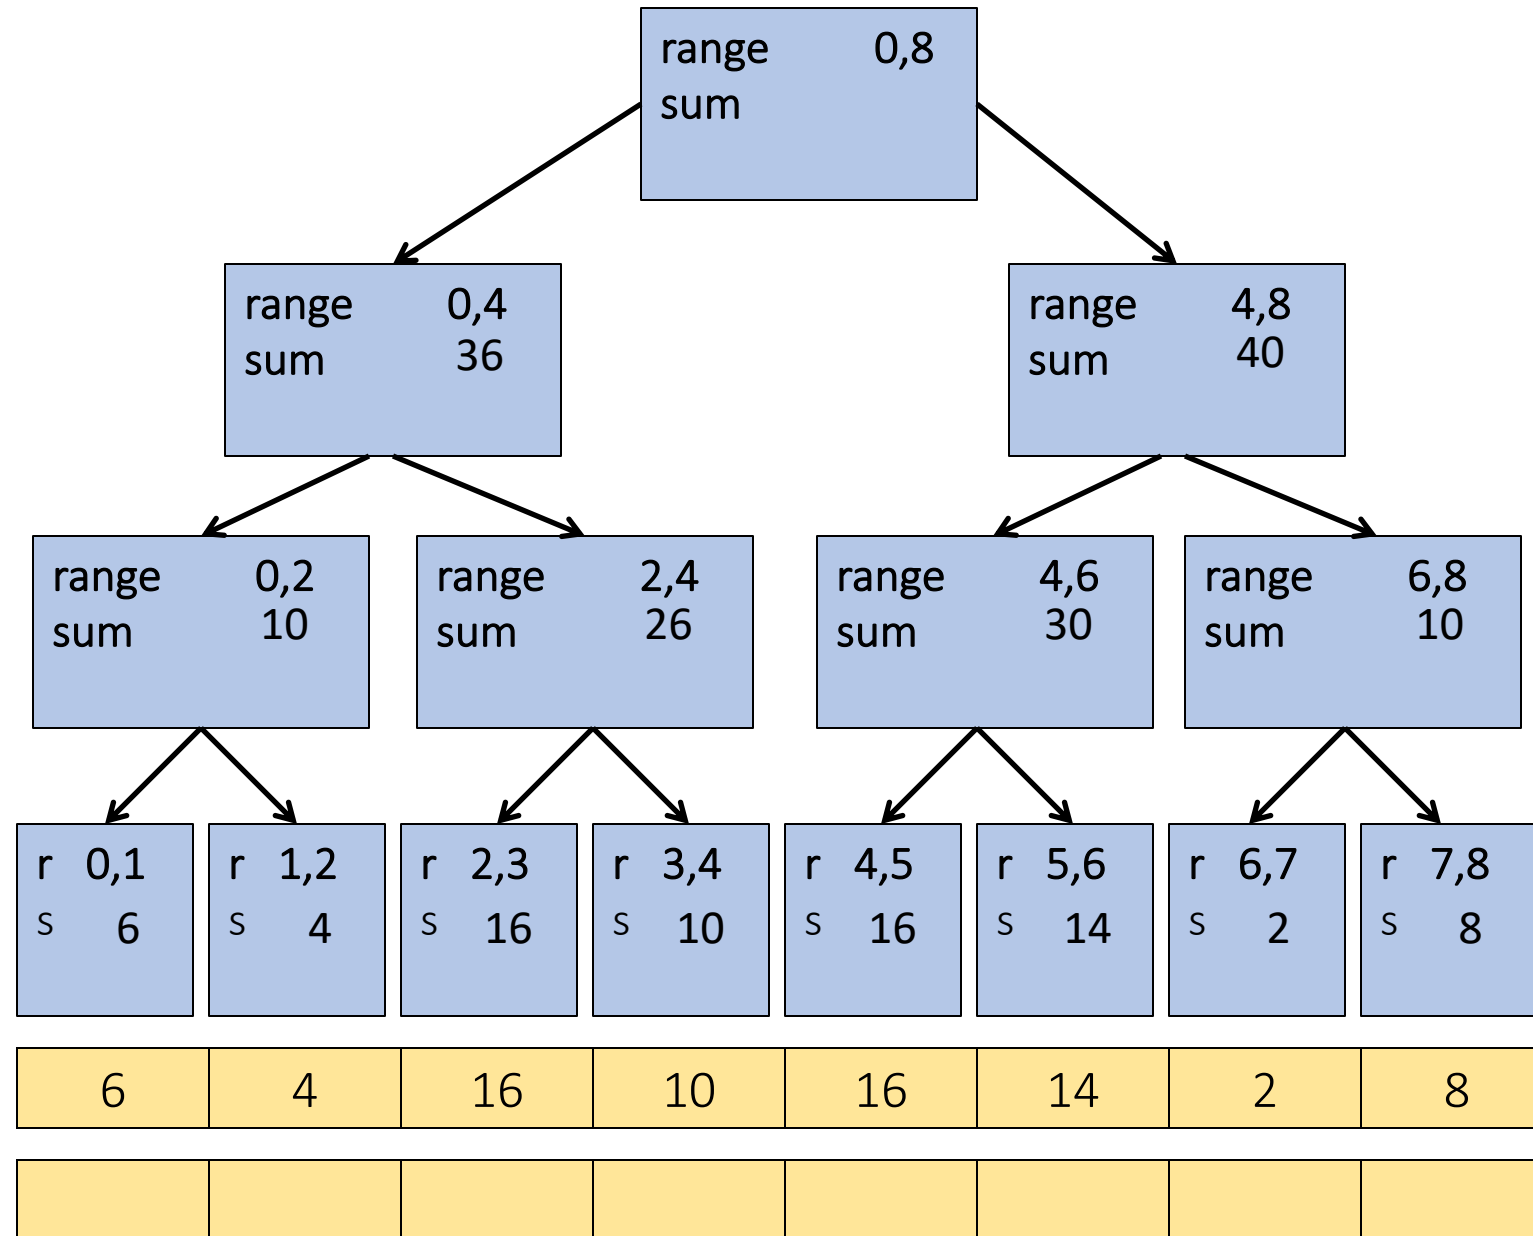 range 0,8
sum
range 0,4
sum 36
range 4,8
sum 40
range 0,2
sum 10
range 2,4
sum 26
range 4,6
sum 30
range 6,8
sum 10
r 0,1
s 6
r 1,2
s 4
r 2,3
s 16
r 3,4
s 10
r 4,5
s 16
r 5,6
s 14
r 6,7
s 2
r 7,8
s 8
6 4 16 10 16 14 2 8